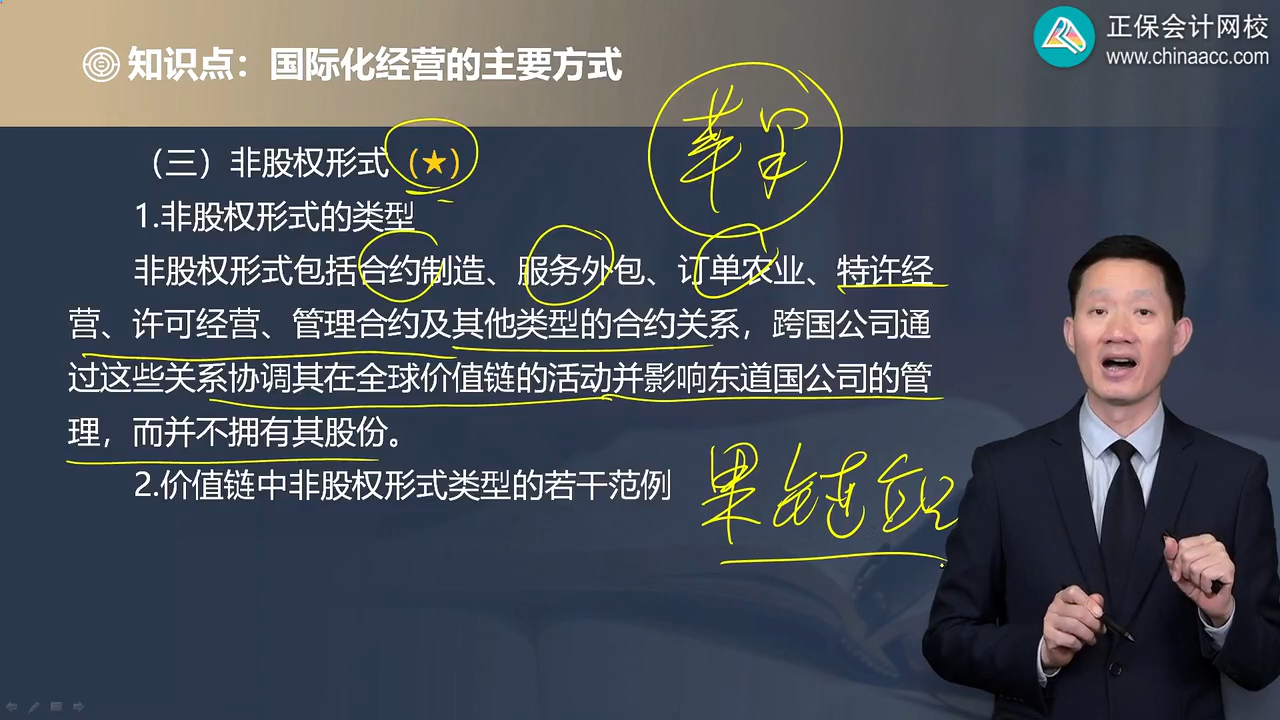 正保会计网校
www.chinaacc.com
知识点：国际化经营的主要方式
（三）非股权形式（★）
1.非股权形式的类型
非股权形式包括合约制造、服务外包、订单农业、特许经
营、许可经营、管理合约及其他类型的合约关系，跨国公司通
过这些关系协调其在全球价值链的活动并影响东道国公司的管
理，而并不拥有其股份。
2.价值链中非股权形式类型的若干范例